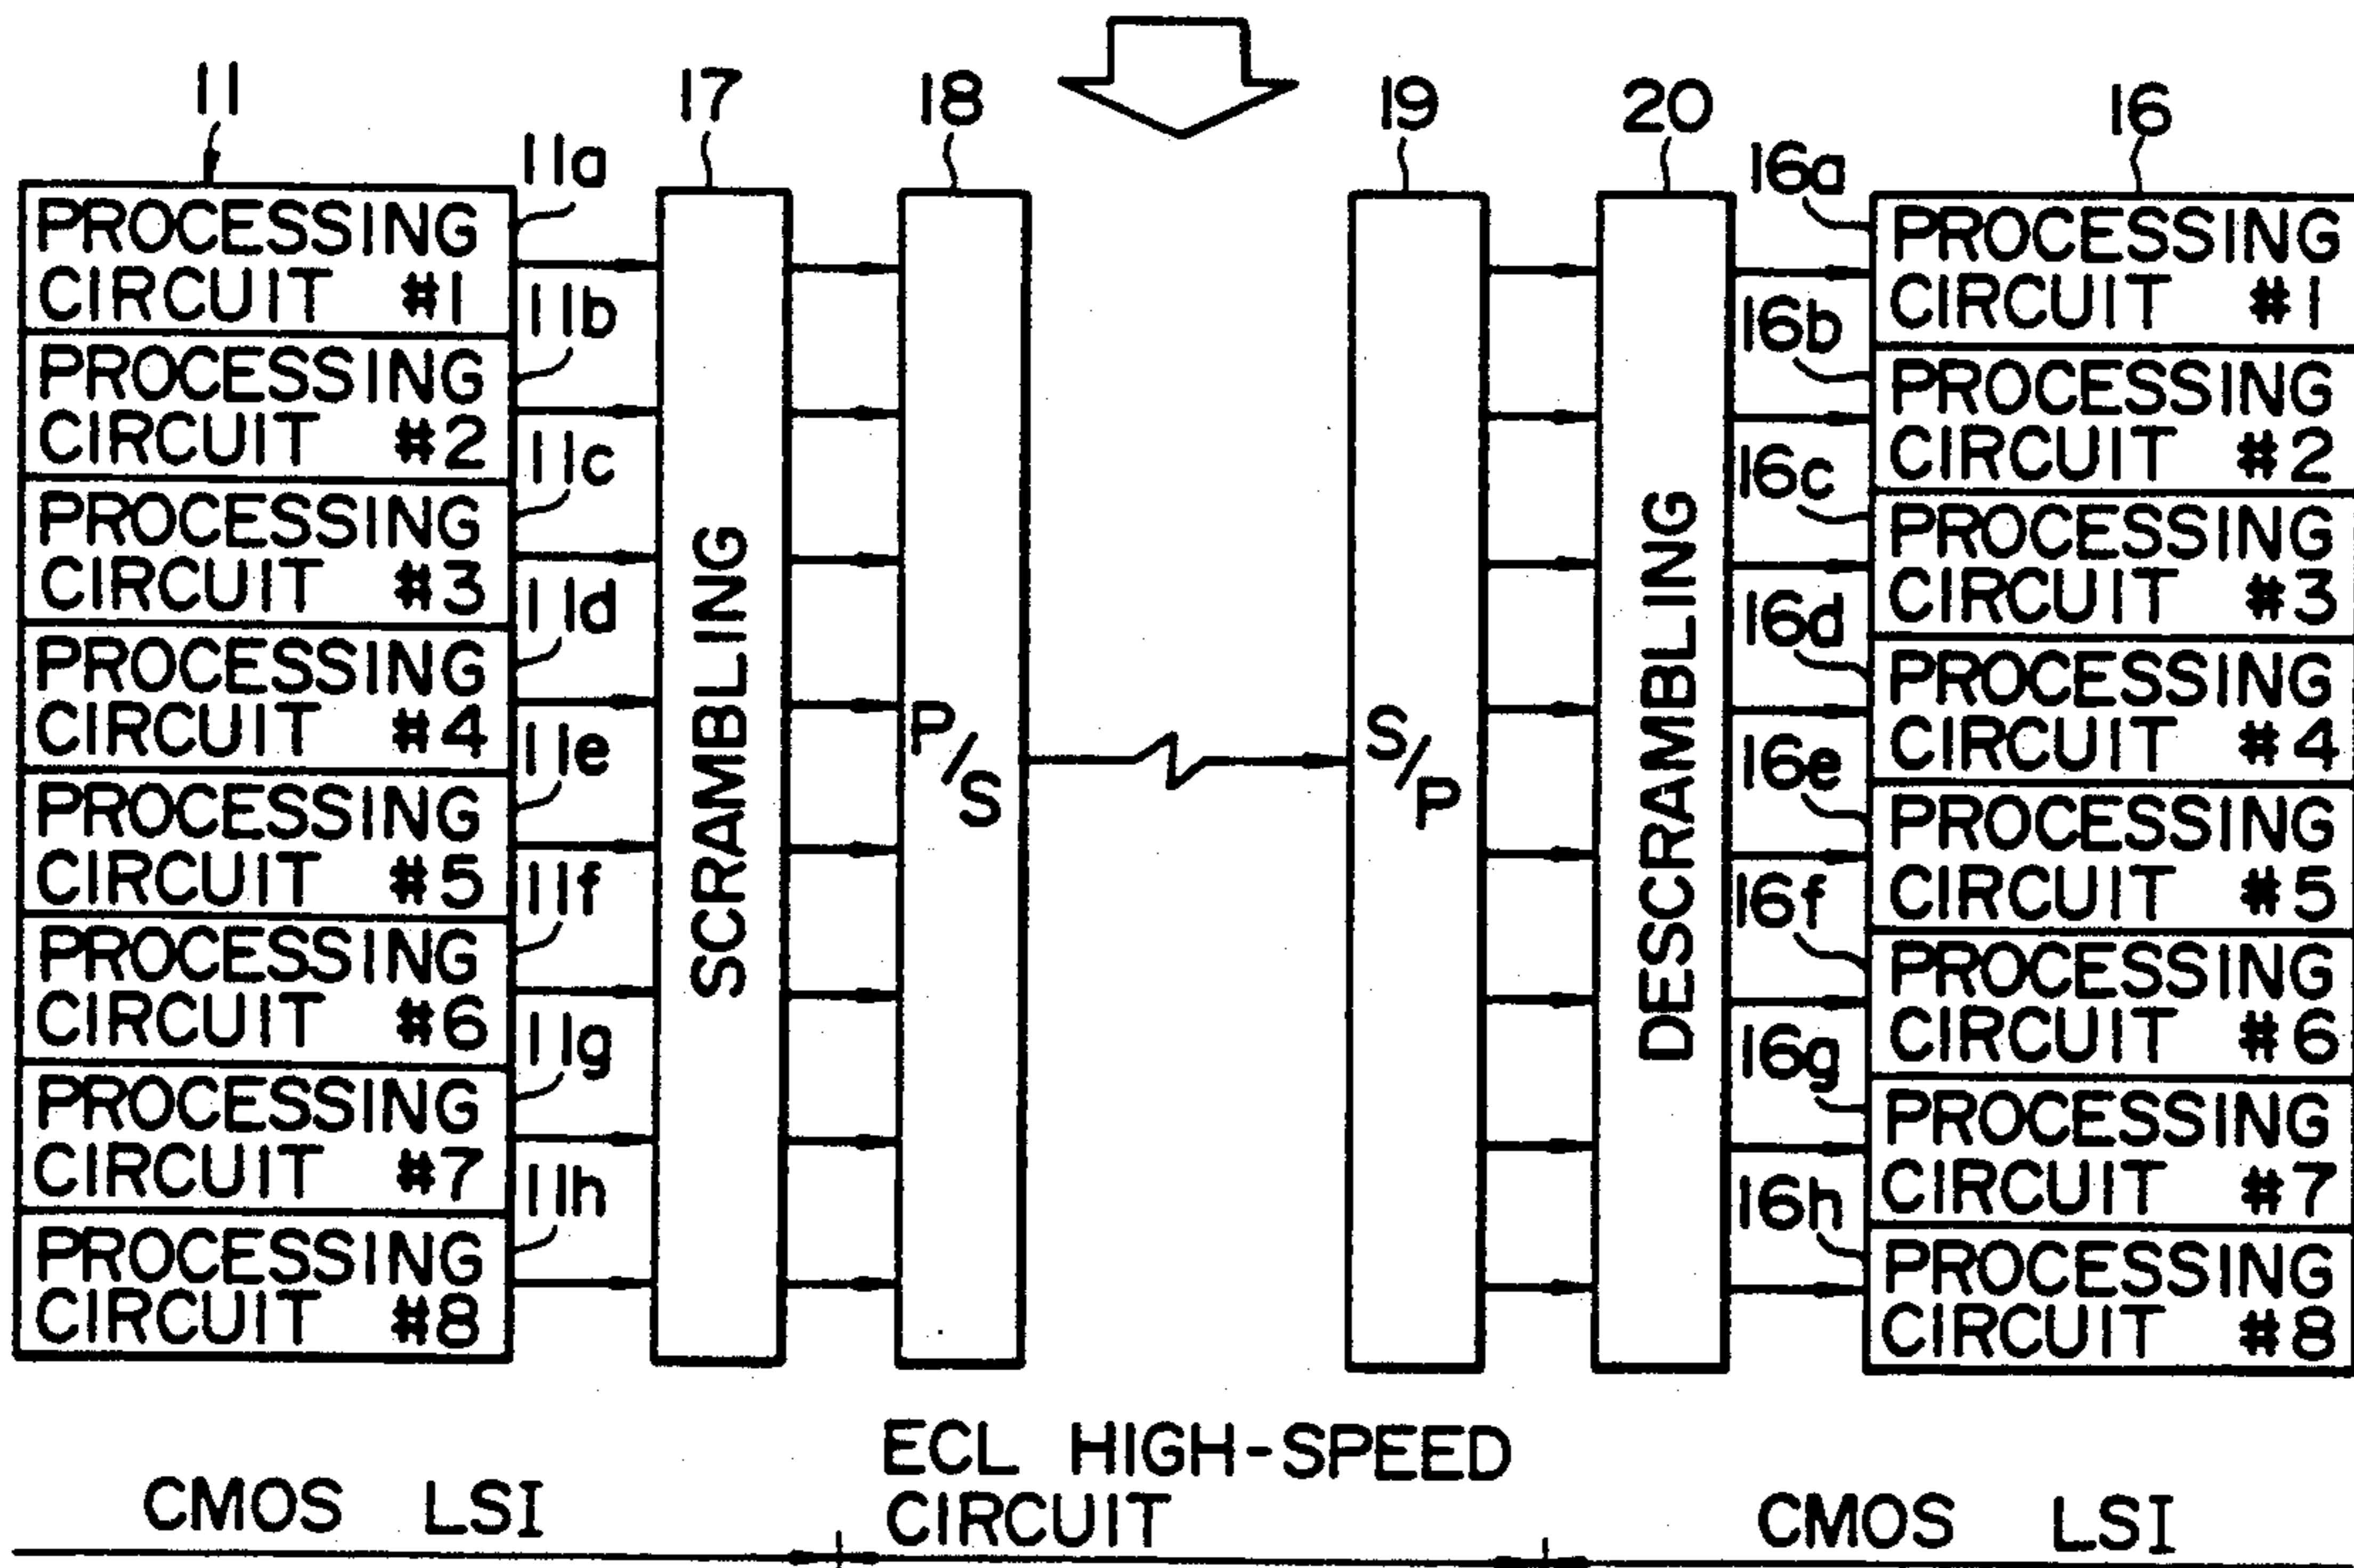 11
17
18
19
20
16
11a
16a
PROCESSING
CIRCUIT #1
11b
PROCESSING
CIRCUIT #2
11c
PROCESSING
CIRCUIT #3
11d
PROCESSING
CIRCUIT #4
11e
PROCESSING
CIRCUIT #5
11f
PROCESSING
CIRCUIT #6
11g
PROCESSING
CIRCUIT #7
11h
PROCESSING
CIRCUIT #8
SCRAMBLING
P/S
S/P
DESCRAMBLING
PROCESSING
CIRCUIT #1
16b
PROCESSING
CIRCUIT #2
16c
PROCESSING
CIRCUIT #3
16d
PROCESSING
CIRCUIT #4
16e
PROCESSING
CIRCUIT #5
16f
PROCESSING
CIRCUIT #6
16g
PROCESSING
CIRCUIT #7
16h
PROCESSING
CIRCUIT #8
CMOS LSI
ECL HIGH-SPEED
CIRCUIT
CMOS LSI